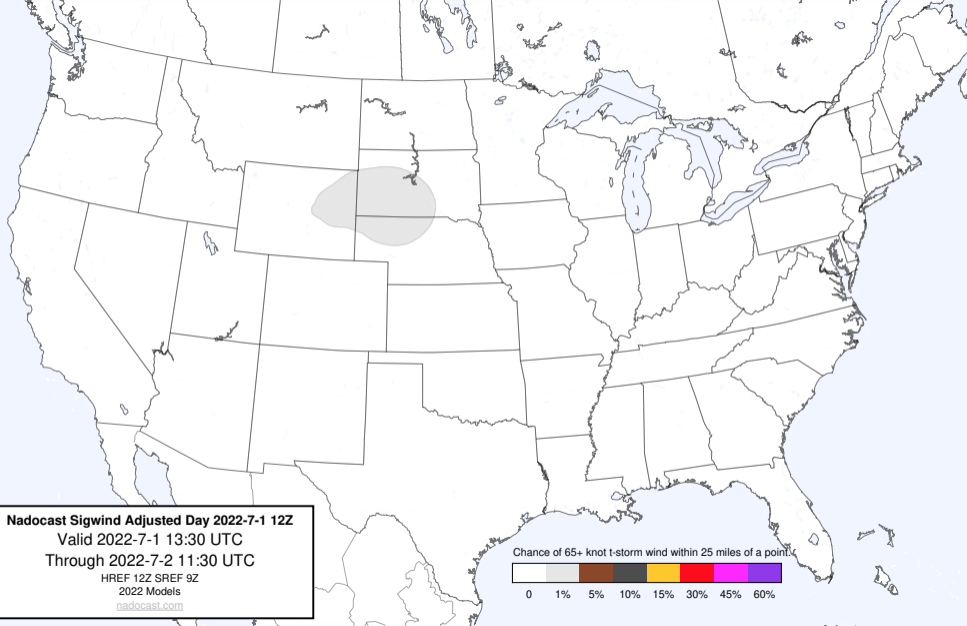 Nadocast Sigwind Adjusted Day 2022-7-1 12Z
Valid 2022-7-1 13:30 UTC
Through 2022-7-2 11:30 UTC
HREF 12Z SREF 9Z
2022 Models
nadocast.com
Chance of 65+ knot t-storm wind within 25 miles of a point.
0 1% 5% 10% 15% 30% 45% 60%